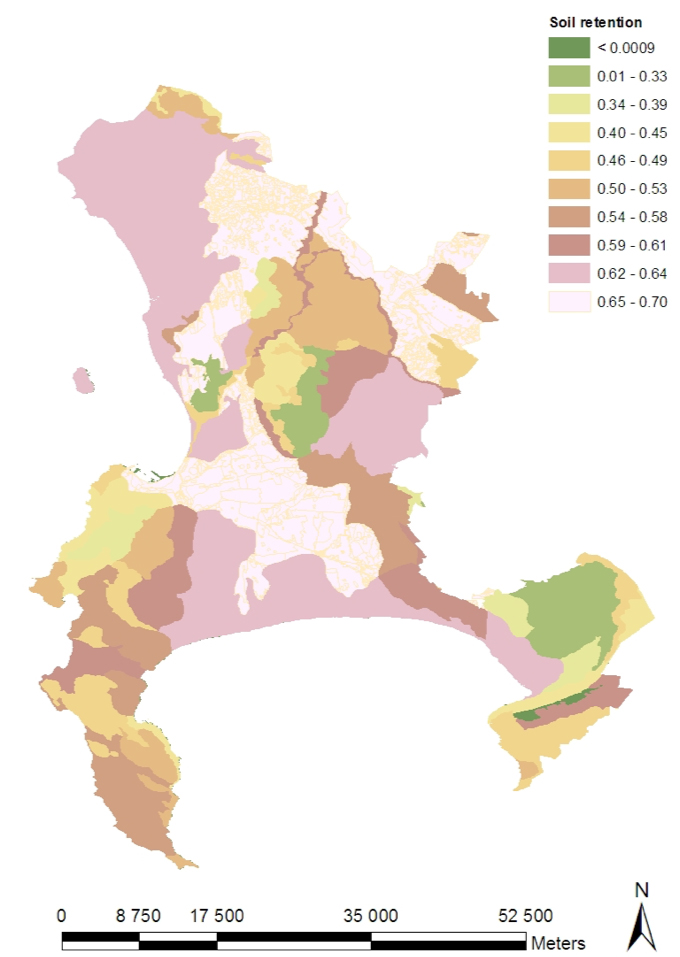 Soil retention
< 0.0009
0.01 - 0.33
0.34 - 0.39
0.40 - 0.45
0.46 - 0.49
0.50 - 0.53
0.54 - 0.58
0.59 - 0.61
0.62 - 0.64
0.65 - 0.70
N
0 8 750 17 500 35 000 52 500
Meters